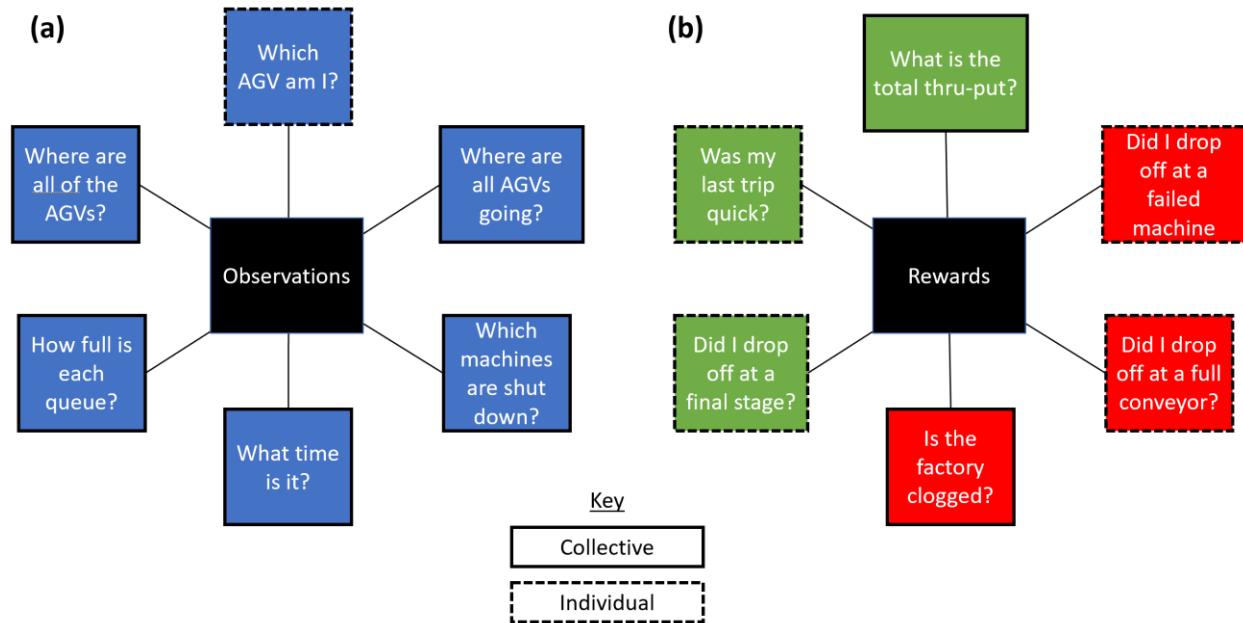 (a)
Which
AGV am I?
Where are
all of the
AGVs?
Where are
all AGVs
going?
Observations
How full is
each
queue?
Which
machines
are shut
down?
What time
is it?
(b)
What is the
total thru-put?
Was my
last trip
quick?
Did I drop
off at a
failed
machine
Rewards
Did I drop
off at a
final stage?
Did I drop
off at a full
conveyor?
Is the
factory
clogged?
Key
Collective
Individual